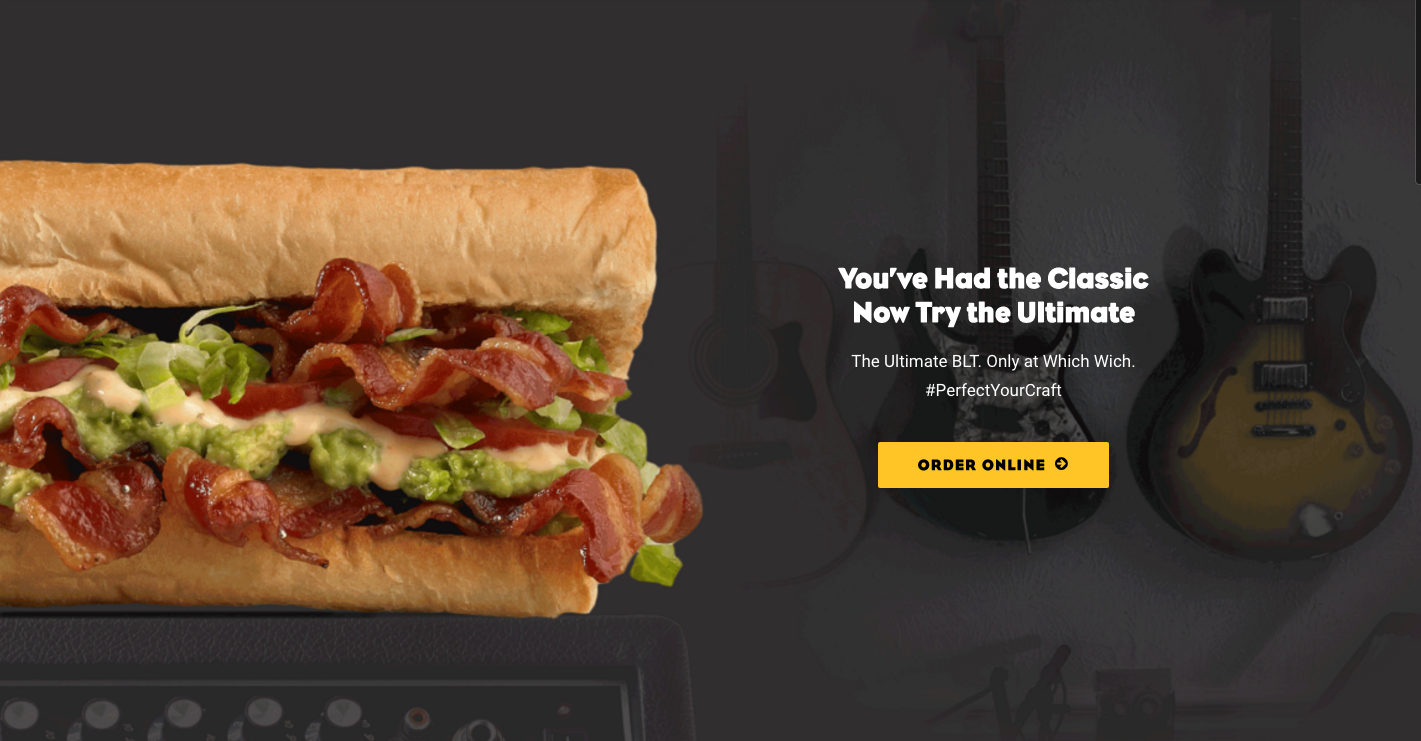 You've Had the Classic
Now Try the Ultimate
The Ultimate BLT. Only at Which Wich.
#PerfectYourCraft
ORDER ONLINE